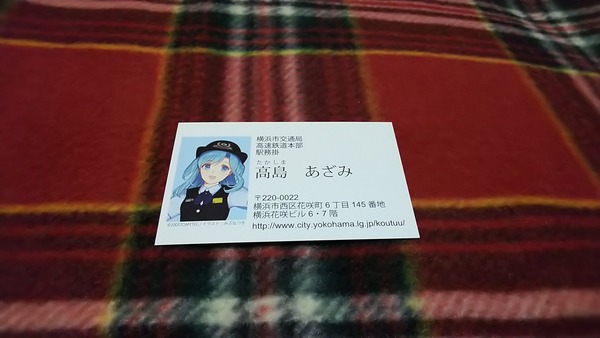 横浜市交通局
高速鉄道本部
駅務掛
たかしま
高島 あざみ
〒220-0022
横浜市西区花咲町6丁目145番地
横浜花咲ビル6・7階
http://www.city.yokohama.lg.jp/koutuu/